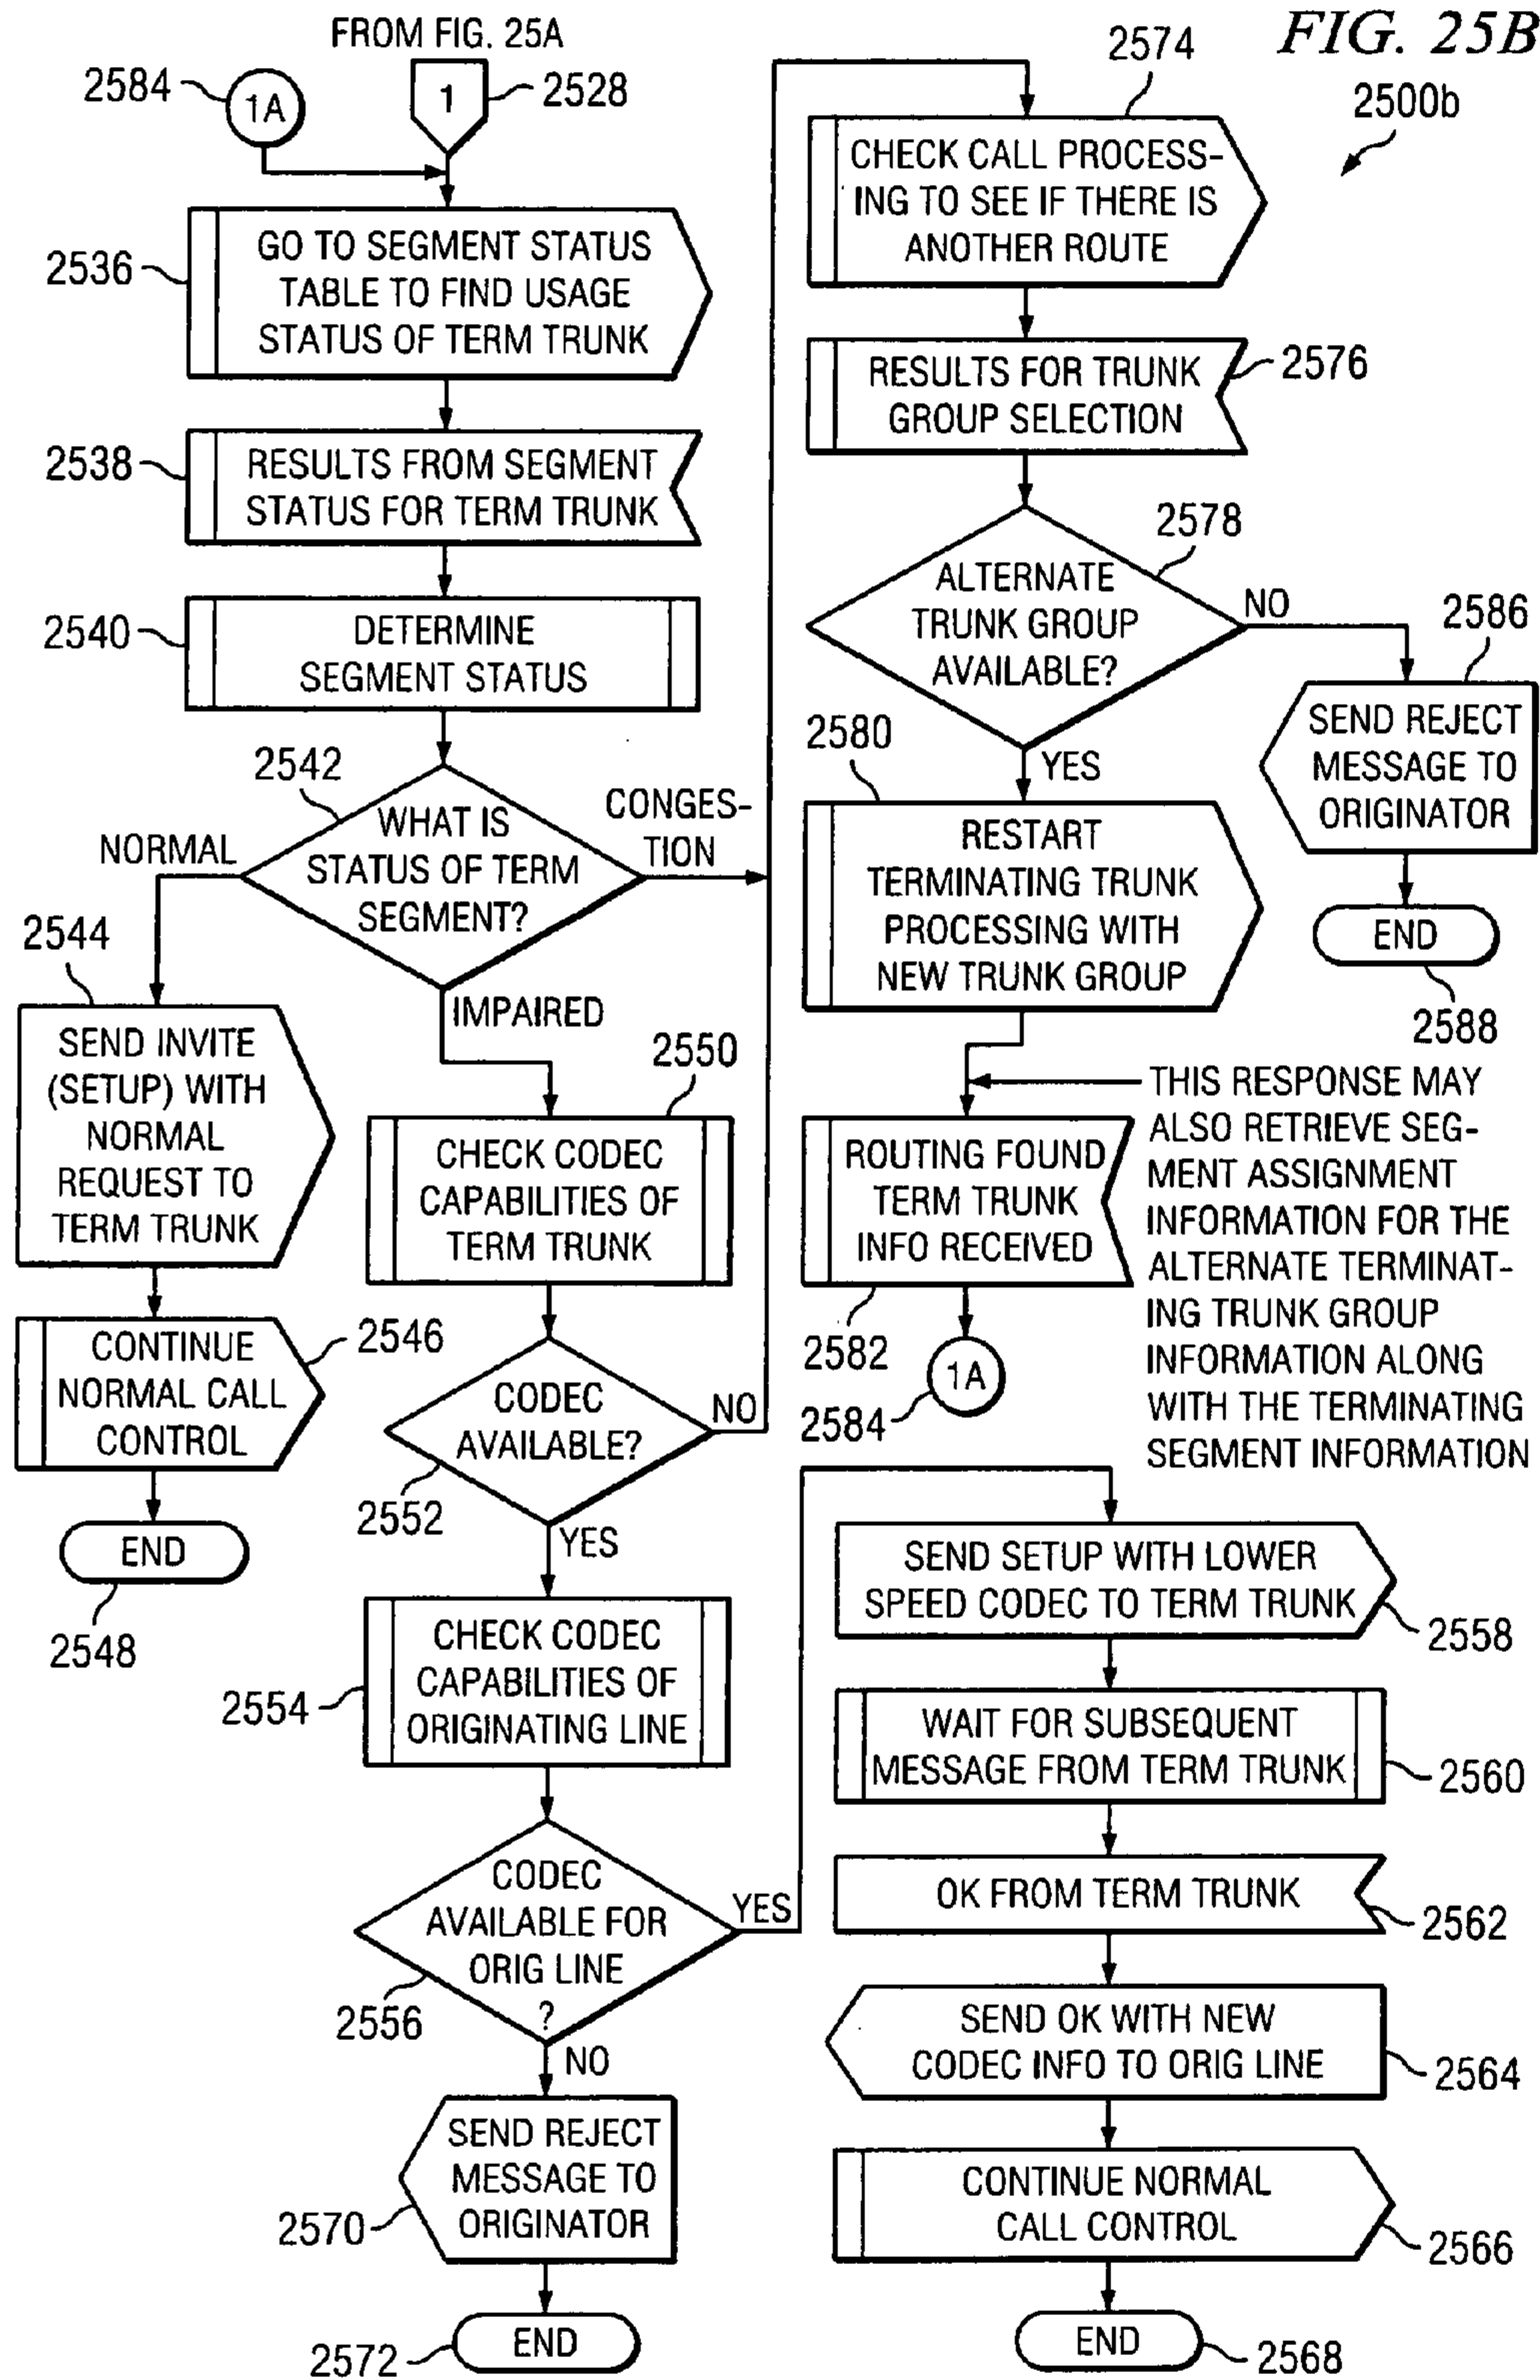 FIG. 25B
2500b
FROM FIG. 25A
2584
1A
1
2528
2536
GO TO SEGMENT STATUS
TABLE TO FIND USAGE
STATUS OF TERM TRUNK
2538
RESULTS FROM SEGMENT
STATUS FOR TERM TRUNK
2540
DETERMINE
SEGMENT STATUS
2542
WHAT IS
STATUS OF TERM
SEGMENT?
NORMAL
CONGES-
TION
IMPAIRED
2544
SEND INVITE
(SETUP) WITH
NORMAL
REQUEST TO
TERM TRUNK
2546
CONTINUE
NORMAL CALL
CONTROL
END
2548
2550
CHECK CODEC
CAPABILITIES OF
TERM TRUNK
CODEC
AVAILABLE?
NO
2552
YES
CHECK CODEC
CAPABILITIES OF
ORIGINATING LINE
2554
CODEC
AVAILABLE FOR
ORIG LINE
?
YES
2556
NO
SEND REJECT
MESSAGE TO
ORIGINATOR
2570
END
2572
2574
CHECK CALL PROCESS-
ING TO SEE IF THERE IS
ANOTHER ROUTE
RESULTS FOR TRUNK
GROUP SELECTION
2576
2578
ALTERNATE
TRUNK GROUP
AVAILABLE?
NO
2586
SEND REJECT
MESSAGE TO
ORIGINATOR
END
2588
YES
2580
RESTART
TERMINATING TRUNK
PROCESSING WITH
NEW TRUNK GROUP
ROUTING FOUND
TERM TRUNK
INFO RECEIVED
2582
1A
2584
THIS RESPONSE MAY
ALSO RETRIEVE SEG-
MENT ASSIGNMENT
INFORMATION FOR THE
ALTERNATE TERMINAT-
ING TRUNK GROUP
INFORMATION ALONG
WITH THE TERMINATING
SEGMENT INFORMATION
SEND SETUP WITH LOWER
SPEED CODEC TO TERM TRUNK
2558
WAIT FOR SUBSEQUENT
MESSAGE FROM TERM TRUNK
2560
OK FROM TERM TRUNK
2562
SEND OK WITH NEW
CODEC INFO TO ORIG LINE
2564
CONTINUE NORMAL
CALL CONTROL
2566
END
2568